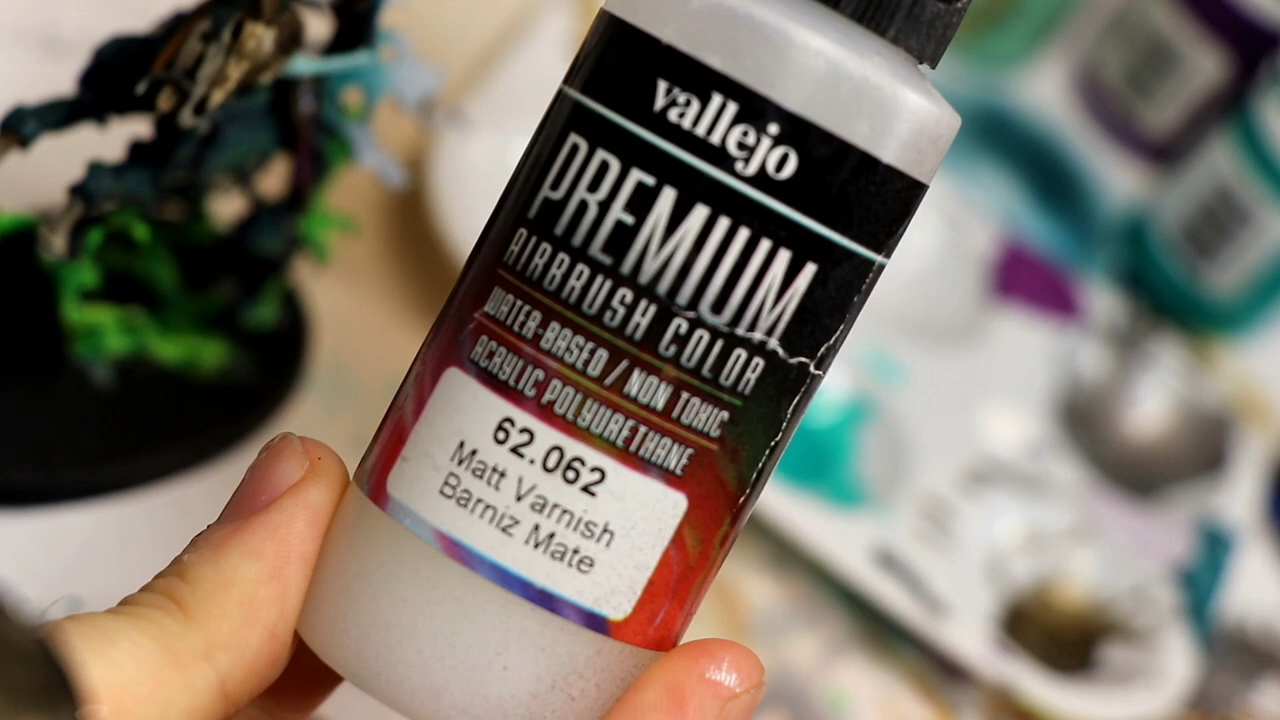 vallejo
PREMIUM
AIRBRUSH COLOR
WATER-BASED / NON TOXIC
ACRYLIC POLYURETHANE
62.062
Matt Varnish
Barniz Mate